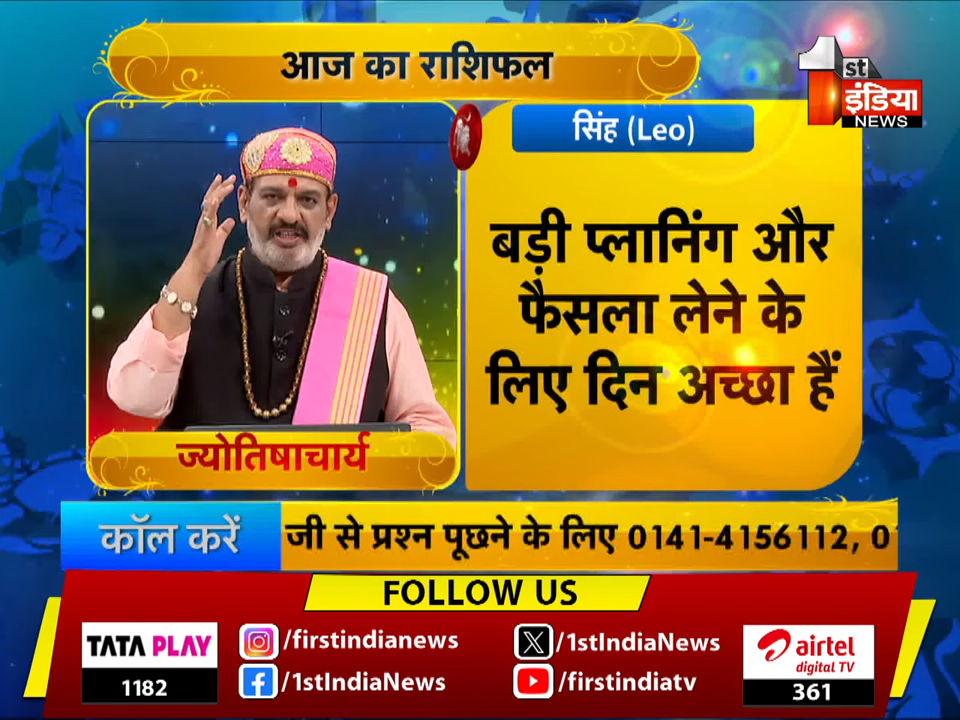 आज का राशिफल
1st
इंडिया
NEWS
सिंह (Leo)
बड़ी प्लानिंग और
फैसला लेने के
लिए दिन अच्छा हैं
ज्योतिषाचार्य
कॉल करें
जी से प्रश्न पूछने के लिए 0141-4156112,
FOLLOW US
TATA PLAY
1182
/firstindianews
/1stIndiaNews
/1stIndiaNews
/firstindiatv
airtel
digital TV
361